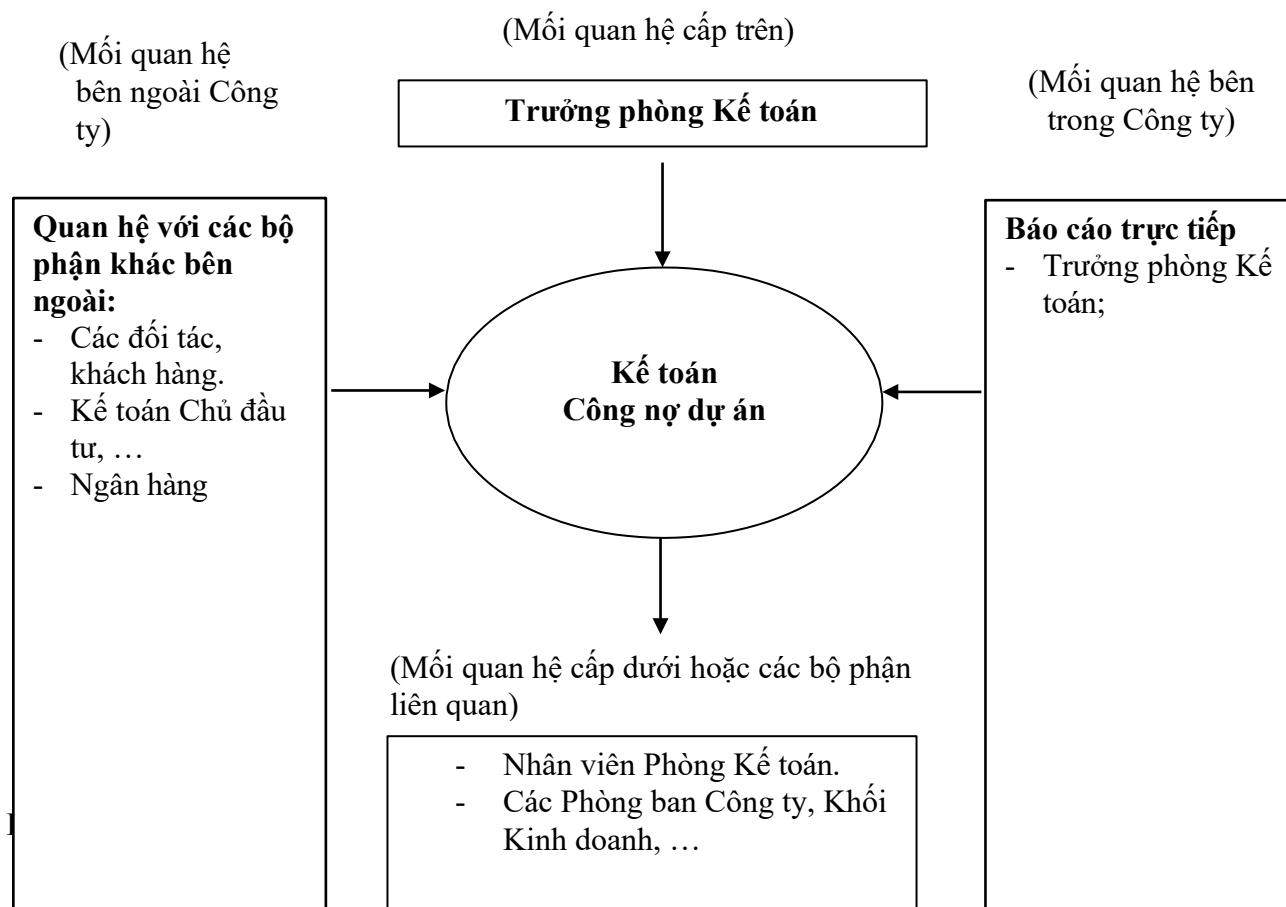 (Mối quan hệ cấp trên)
(Mối quan hệ
bên ngoài Công
ty)
(Mối quan hệ bên
trong Công ty)
Trưởng phòng Kế toán
Quan hệ với các bộ
phận khác bên
ngoài:
- Các đối tác,
khách hàng.
- Kế toán Chủ đầu
tư, …
- Ngân hàng
Báo cáo trực tiếp
- Trưởng phòng Kế
toán;
Kế toán
Công nợ dự án
(Mối quan hệ cấp dưới hoặc các bộ phận
liên quan)
- Nhân viên Phòng Kế toán.
- Các Phòng ban Công ty, Khối
Kinh doanh, …